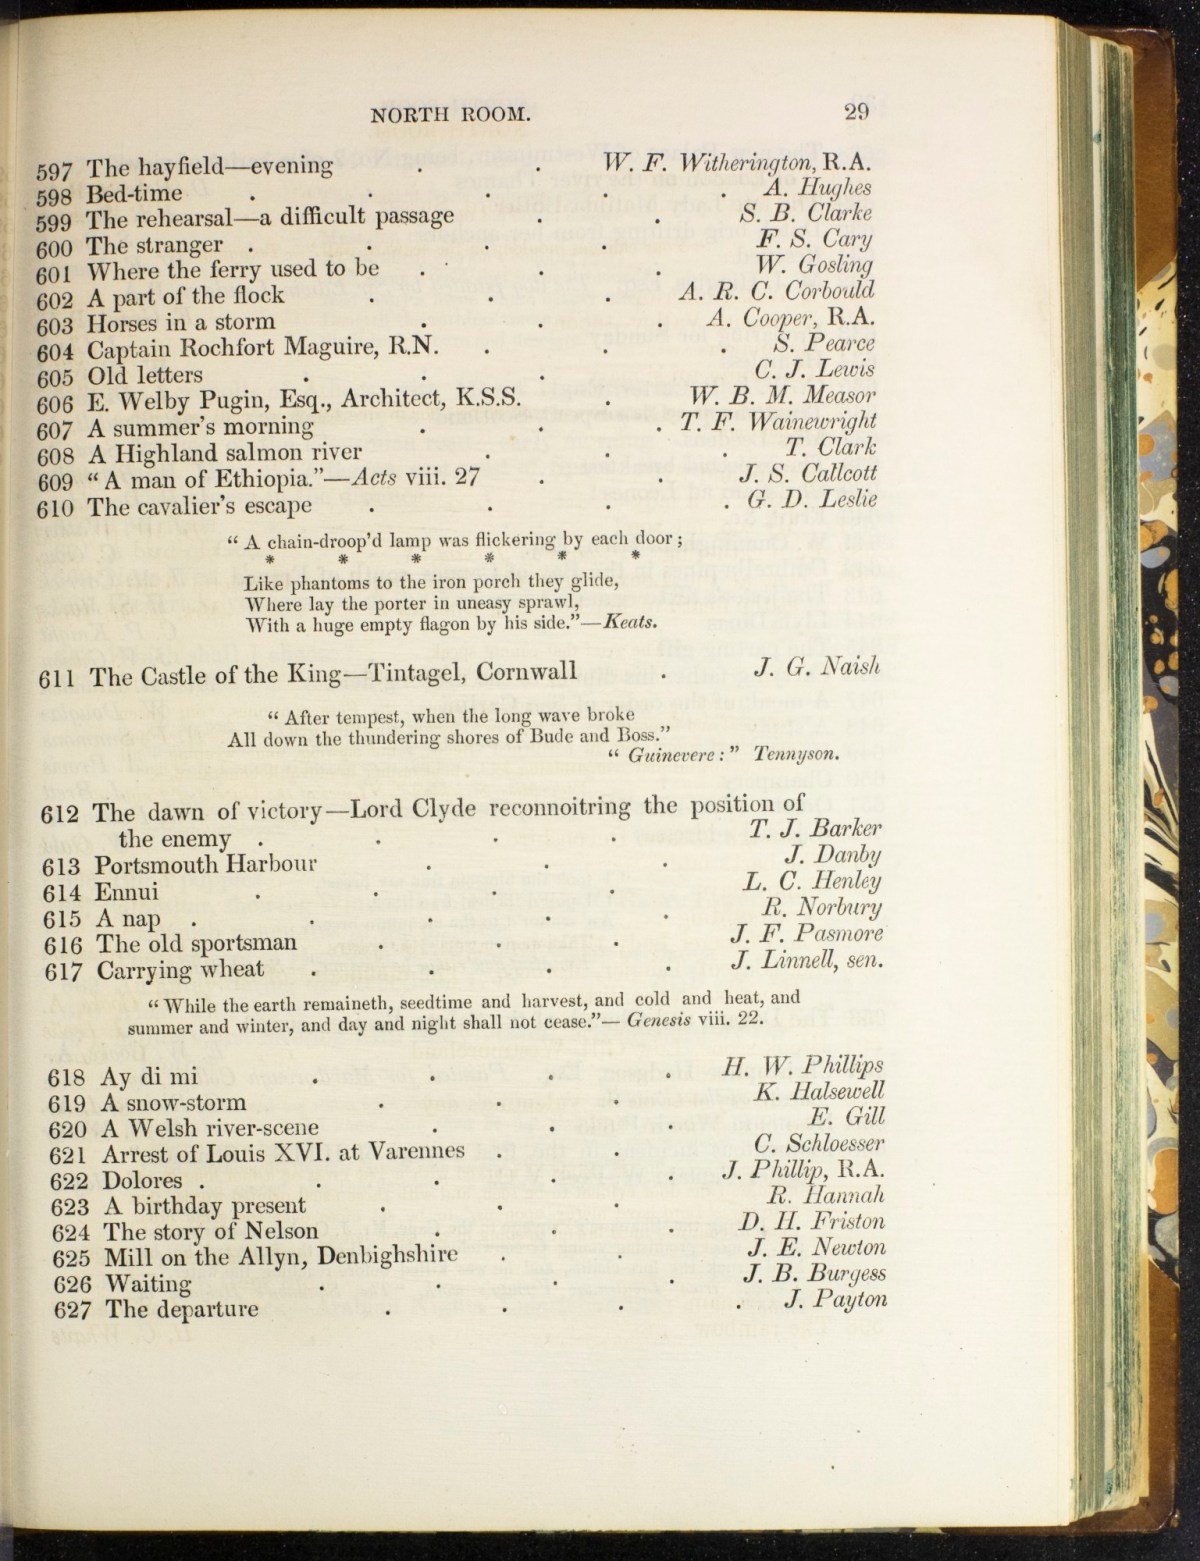 NORTH ROOM. 29
597 The hayfield—evening . . W. F. Witherington, R.A.
598 Bed-time . . . . . A. Hughes
599 The rehearsal—a difficult passage . . S. B. Clarke
600 The stranger . . . . F. S. Cary
601 Where the ferry used to be . . . W. Gosling
602 A part of the flock . . . A. R. C. Corbould
603 Horses in a storm . . . A. Cooper, R.A.
604 Captain Rochfort Maguire, R.N. . . . S. Pearce
605 Old letters . . . C. J. Lewis
606 E. Welby Pugin, Esq., Architect, K.S.S. . W. B. M. Measor
607 A summer's morning . . . T. F. Wainewright
608 A Highland salmon river . . . T. Clark
609 “A man of Ethiopia.”—Acts viii. 27 . . J. S. Callcott
610 The cavalier's escape . . . . G. D. Leslie
“A chain-droop'd lamp was flickering by each door;
* * * * * *
Like phantoms to the iron porch they glide,
Where lay the porter in uneasy sprawl,
With a huge empty flagon by his side.”—Keats.
611 The Castle of the King—Tintagel, Cornwall . J. G. Naish
“After tempest, when the long wave broke
All down the thundering shores of Bude and Boss.”
“Guinevere:” Tennyson.
612 The dawn of victory—Lord Clyde reconnoitring the position of
the enemy . . . . T. J. Barker
613 Portsmouth Harbour . . . J. Danby
614 Ennui . . . . L. C. Henley
615 A nap . . . . . R. Norbury
616 The old sportsman . . . J. F. Pasmore
617 Carrying wheat . . . . J. Linnell, sen.
“While the earth remaineth, seedtime and harvest, and cold and heat, and
summer and winter, and day and night shall not cease.”—Genesis viii. 22.
618 Ay di mi . . . . H. W. Phillips
619 A snow-storm . . . K. Halsewell
620 A Welsh river-scene . . . E. Gill
621 Arrest of Louis XVI. at Varennes . . C. Schloesser
622 Dolores . . . . . J. Phillip, R.A.
623 A birthday present . . . R. Hannah
624 The story of Nelson . . . D. H. Friston
625 Mill on the Allyn, Denbighshire . . J. E. Newton
626 Waiting . . . . J. B. Burgess
627 The departure . . . . J. Payton